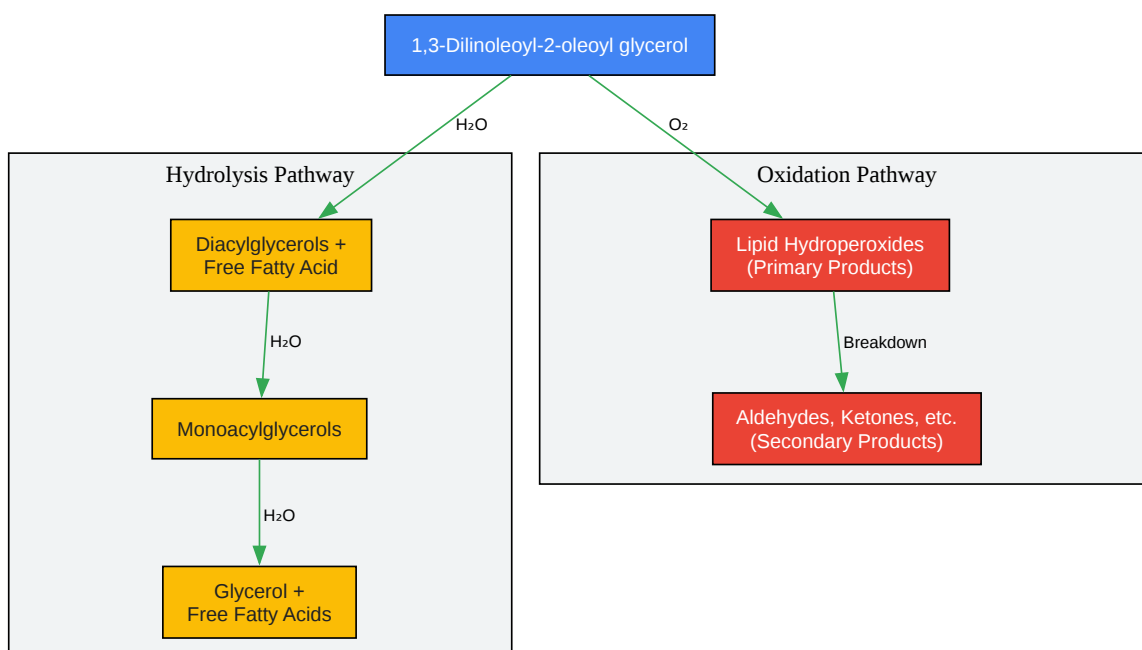 1,3-Dilinoleoyl-2-oleoyl glycerol
H₂O
O₂
Hydrolysis Pathway
Oxidation Pathway
Diacylglycerols +
Free Fatty Acid
Lipid Hydroperoxides
(Primary Products)
H₂O
Breakdown
Monoacylglycerols
Aldehydes, Ketones, etc.
(Secondary Products)
H₂O
Glycerol +
Free Fatty Acids